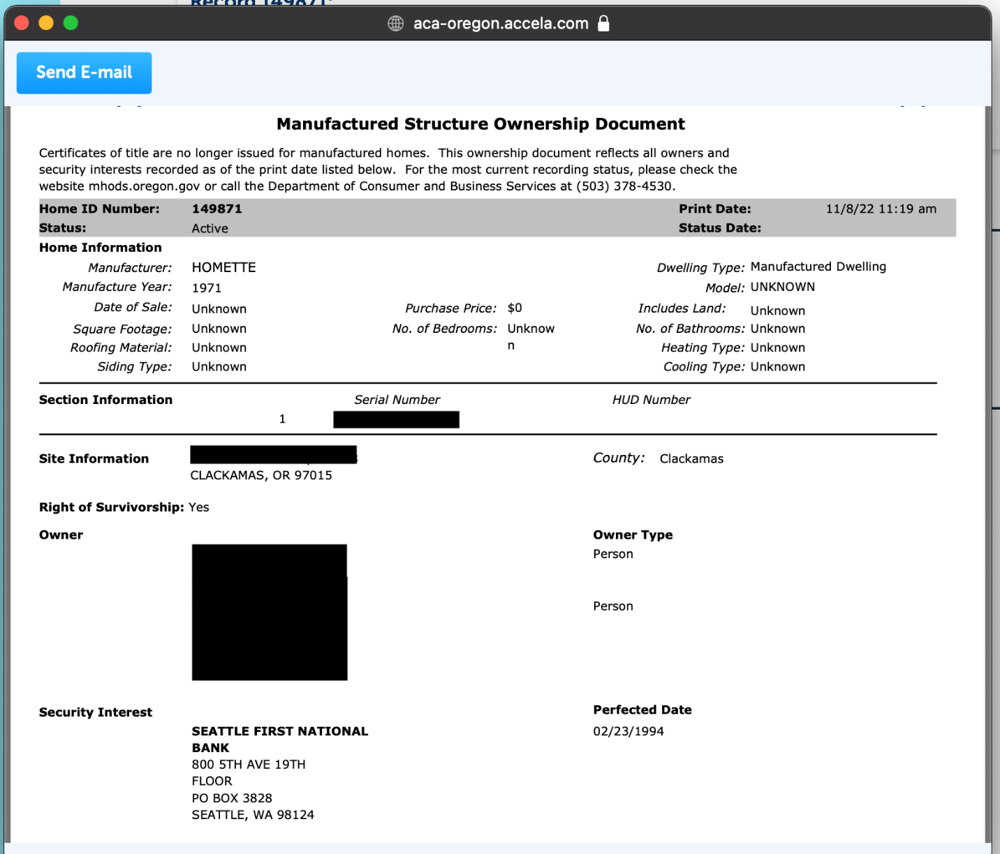 Record 149871:
aca-oregon.accela.com
Send E-mail
Manufactured Structure Ownership Document
Certificates of title are no longer issued for manufactured homes. This ownership document reflects all owners and
security interests recorded as of the print date listed below. For the most current recording status, please check the
website mhods.oregon.gov or call the Department of Consumer and Business Services at (503) 378-4530.
Home ID Number: 149871 Print Date: 11/8/22 11:19 am
Status: Active Status Date:
Home Information
Manufacturer: HOMETTE Dwelling Type: Manufactured Dwelling
Manufacture Year: 1971 Model: UNKNOWN
Date of Sale: Unknown Purchase Price: $0 Includes Land: Unknown
Square Footage: Unknown No. of Bedrooms: Unknow No. of Bathrooms: Unknown
Roofing Material: Unknown n Heating Type: Unknown
Siding Type: Unknown Cooling Type: Unknown
Section Information Serial Number HUD Number
1
Site Information County: Clackamas
CLACKAMAS, OR 97015
Right of Survivorship: Yes
Owner Owner Type
Person
Person
Security Interest Perfected Date
SEATTLE FIRST NATIONAL 02/23/1994
BANK
800 5TH AVE 19TH
FLOOR
PO BOX 3828
SEATTLE, WA 98124